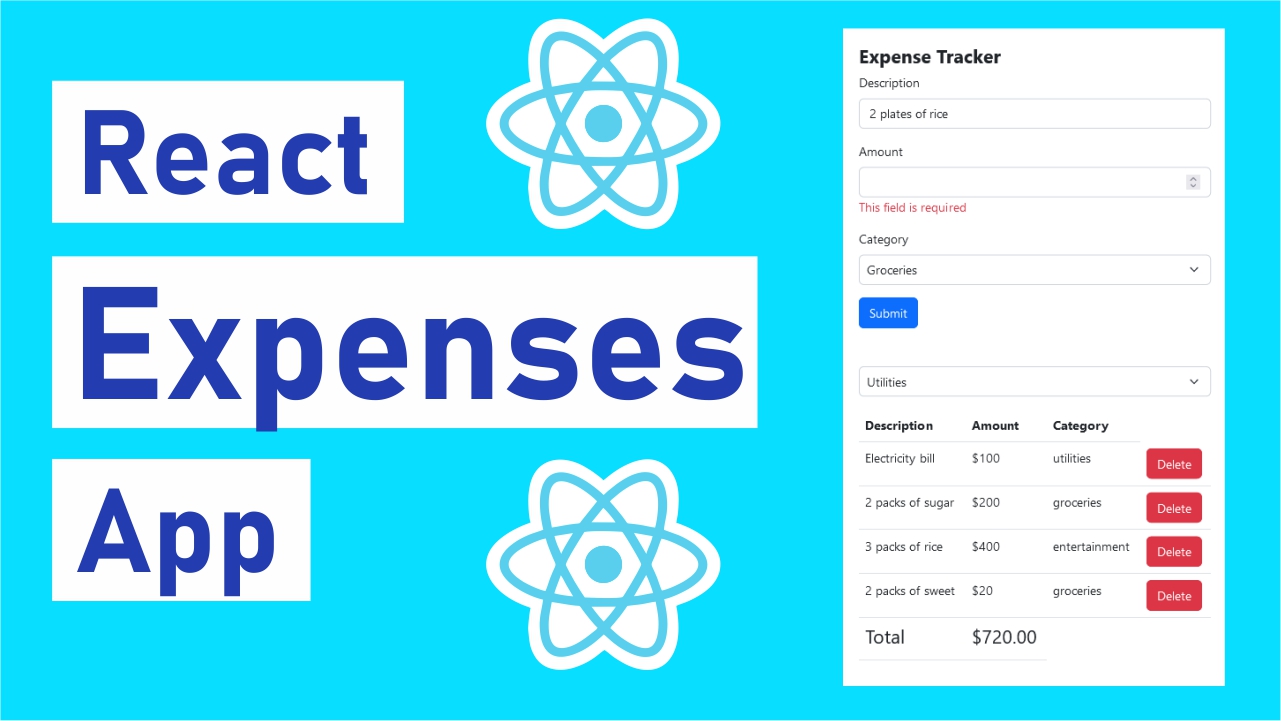 React
Expenses
App
Expense Tracker
Description
2 plates of rice
Amount
This field is required
Category
Groceries
Submit
Utilities
Description Amount Category
Electricity bill $100 utilities Delete
2 packs of sugar $200 groceries Delete
3 packs of rice $400 entertainment Delete
2 packs of sweet $20 groceries Delete
Total $720.00